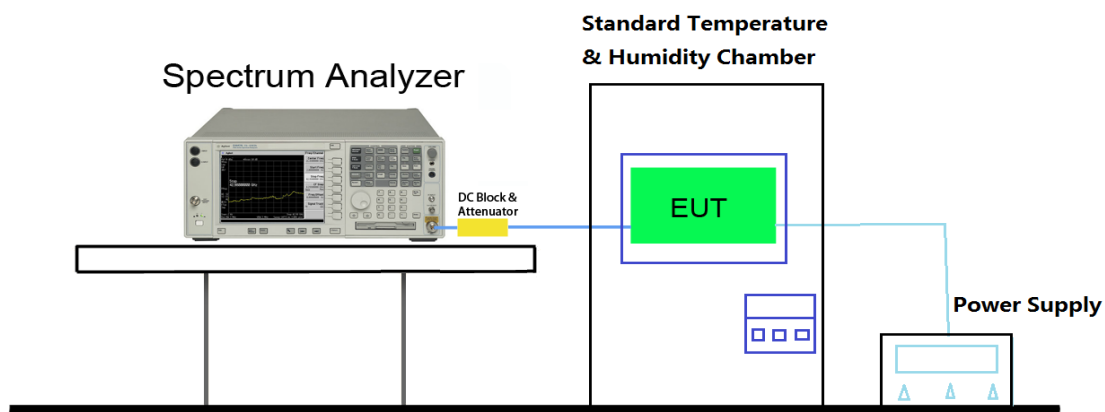 Standard Temperature
& Humidity Chamber
Spectrum Analyzer
DC Block &
Attenuator
EUT
Power Supply